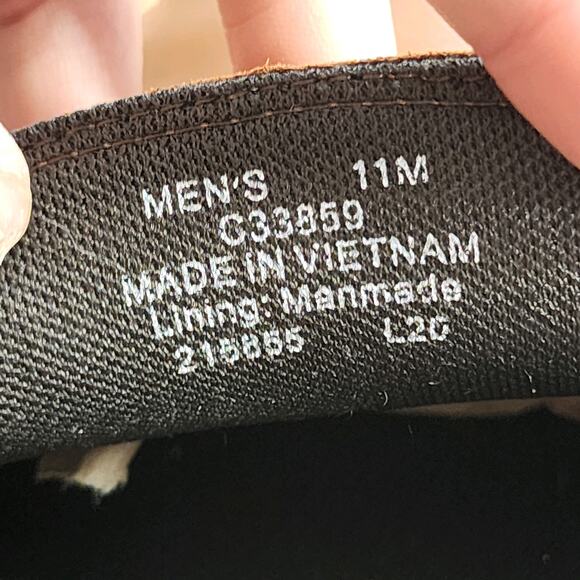 MEN'S 11M
C33859
MADE IN VIETNAM
Lining: Manmade
215855 L20